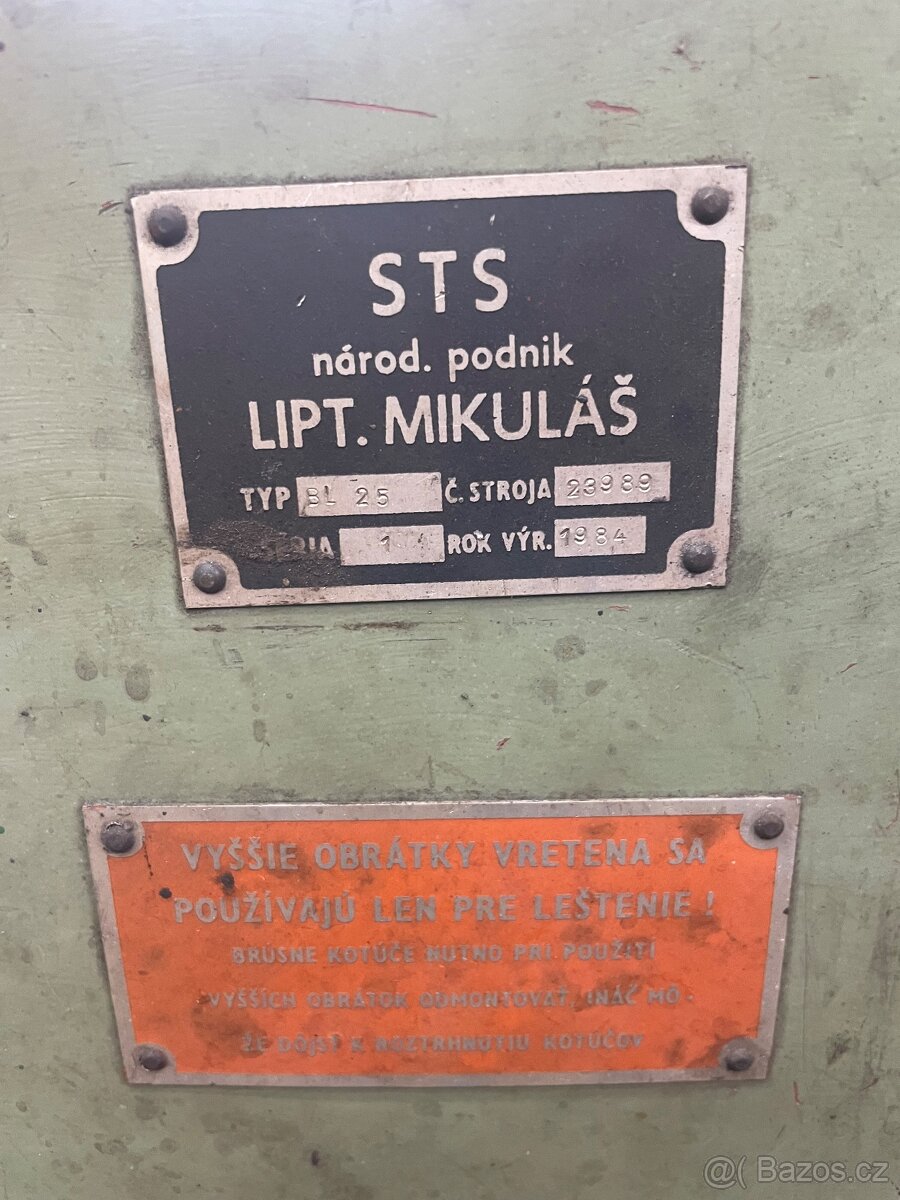 STS
národ. podnik
LIPT. MIKULÁŠ
TYP BL 25 Č. STROJA 23989
ROK VÝR. 1984
VYŠŠIE OBRÁTKY VRETENA SA
POUŽÍVAJÚ LEN PRE LEŠTENIE !
BRÚSNE KOTÚČE NUTNO PRI POUŽITÍ
VYŠŠÍCH OBRÁTOK ODMONTOVAŤ, INÁČ MÔ-
ŽE DÔJSŤ K ROZTRHNUTIU KOTÚČOV
@( Bazos.cz